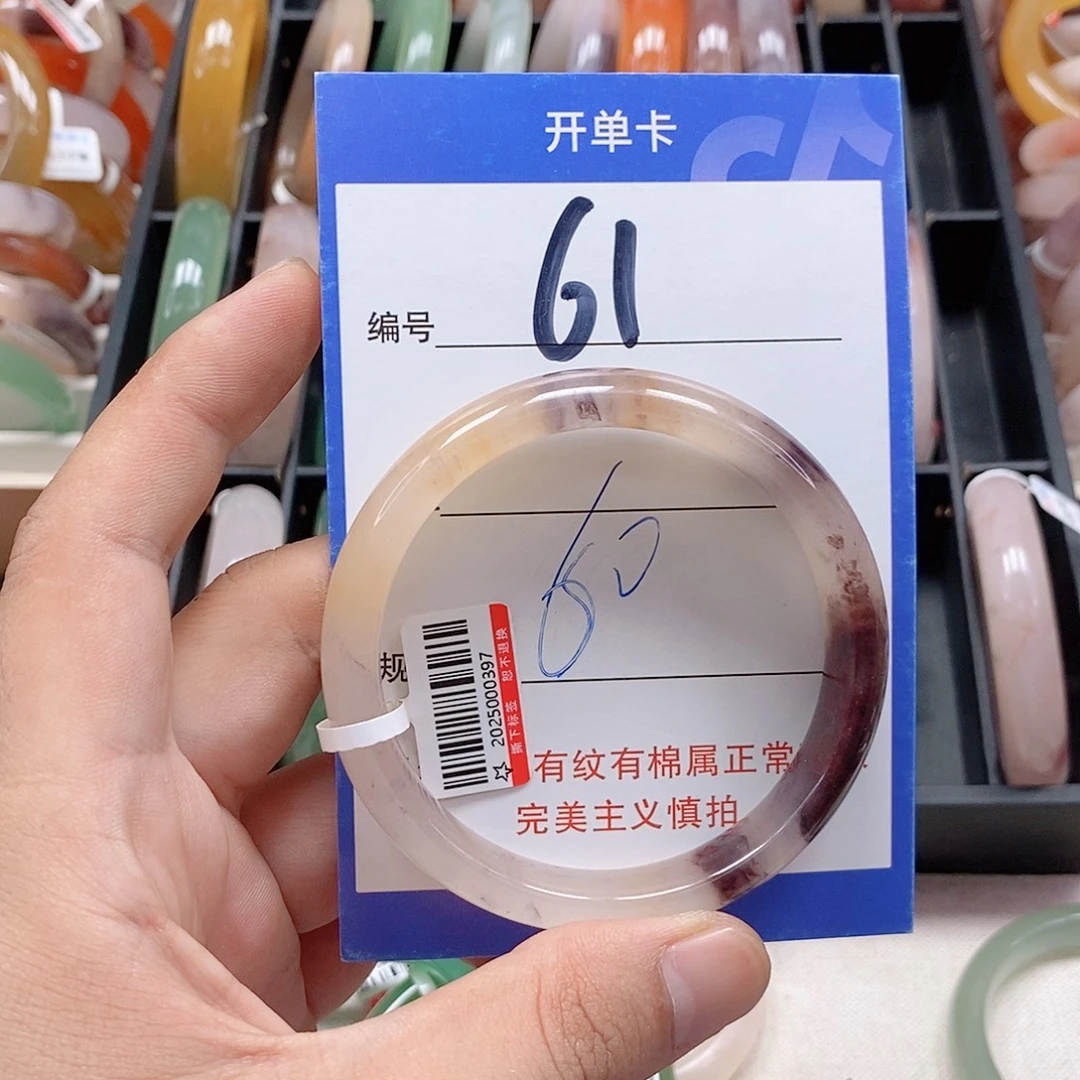 开单卡
编号 61
60
规
2025000397
撕下标签 恕不退换
有纹有棉属正常
完美主义慎拍